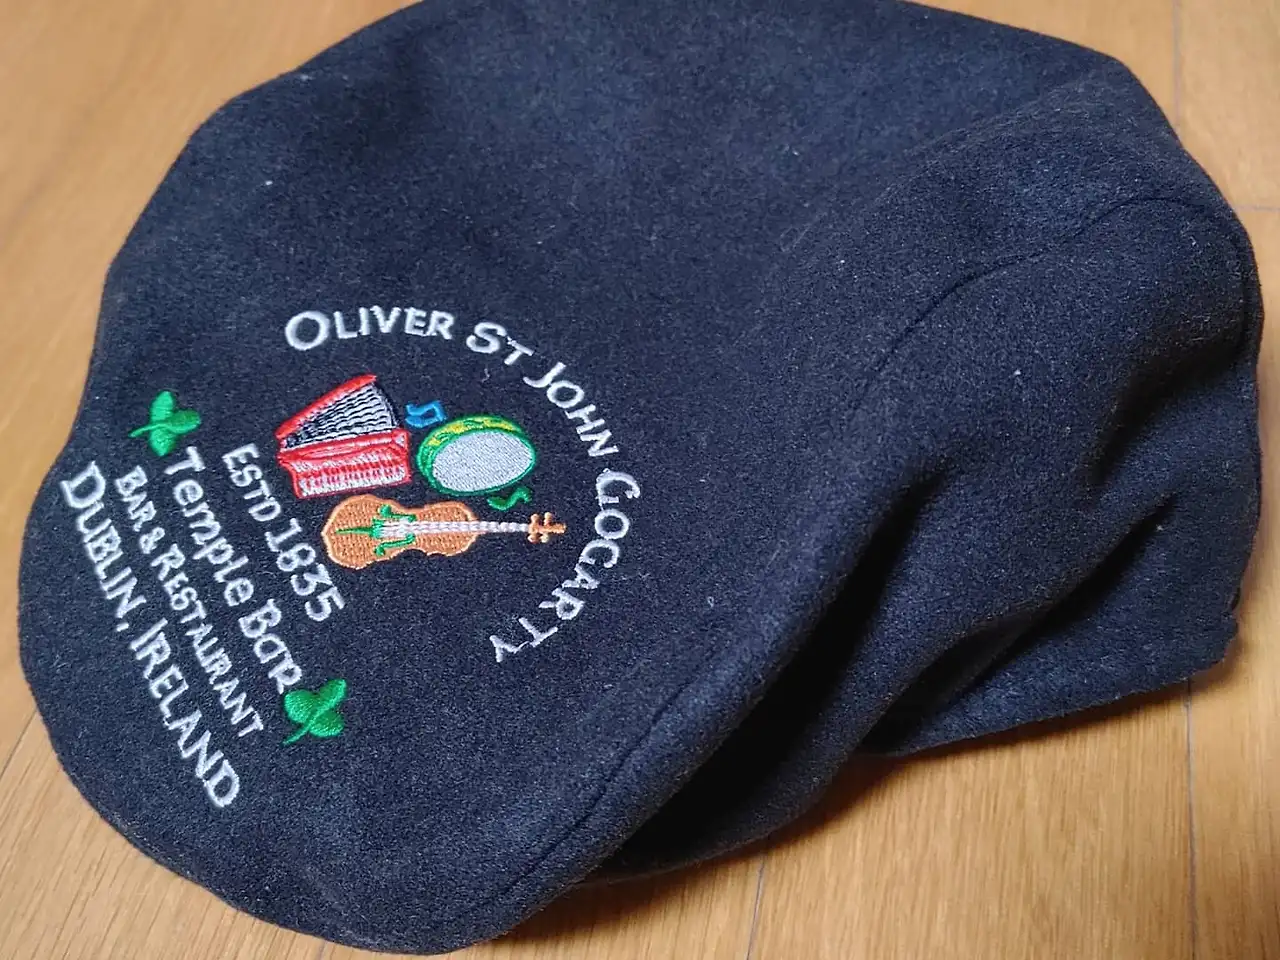 OLIVER ST JOHN GOGARTY
ESTD 1835
Temple Bar
BAR & RESTAURANT
DUBLIN, IRELAND